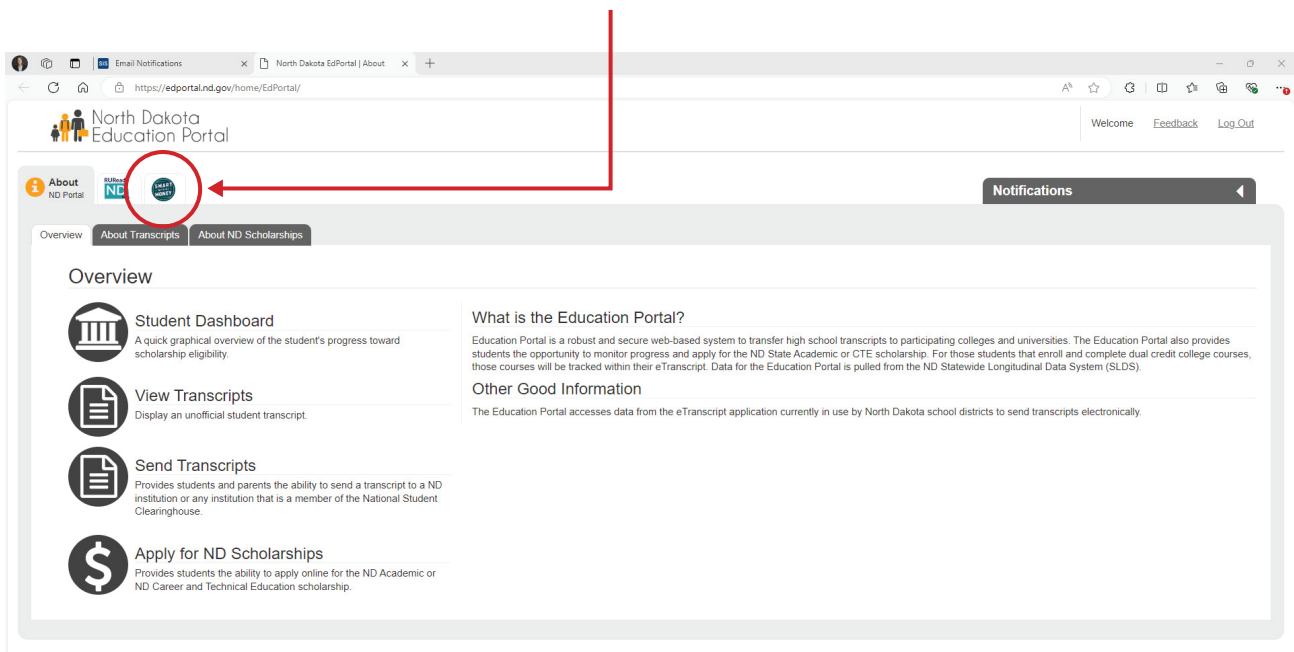 SIS Email Notifications
North Dakota EdPortal | About
https://edportal.nd.gov/home/EdPortal/
North Dakota
Education Portal
Welcome Feedback Log Out
About
ND Portal
ND
SMART
MONEY
Notifications
Overview About Transcripts About ND Scholarships
Overview
Student Dashboard
A quick graphical overview of the student's progress toward
scholarship eligibility.
View Transcripts
Display an unofficial student transcript.
Send Transcripts
Provides students and parents the ability to send a transcript to a ND
institution or any institution that is a member of the National Student
Clearinghouse.
Apply for ND Scholarships
Provides students the ability to apply online for the ND Academic or
ND Career and Technical Education scholarship.
What is the Education Portal?
Education Portal is a robust and secure web-based system to transfer high school transcripts to participating colleges and universities. The Education Portal also provides
students the opportunity to monitor progress and apply for the ND State Academic or CTE scholarship. For those students that enroll and complete dual credit college courses,
those courses will be tracked within their eTranscript. Data for the Education Portal is pulled from the ND Statewide Longitudinal Data System (SLDS).
Other Good Information
The Education Portal accesses data from the eTranscript application currently in use by North Dakota school districts to send transcripts electronically.